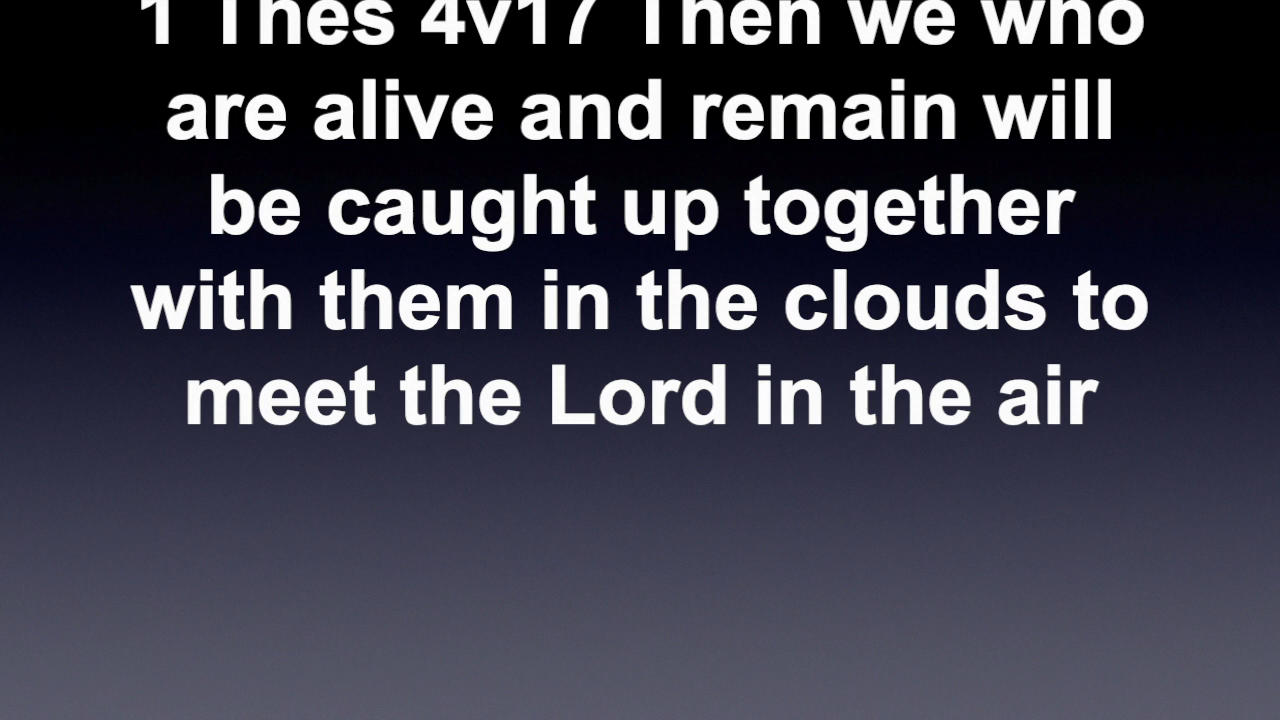 1 Thes 4v17 Then we who
are alive and remain will
be caught up together
with them in the clouds to
meet the Lord in the air